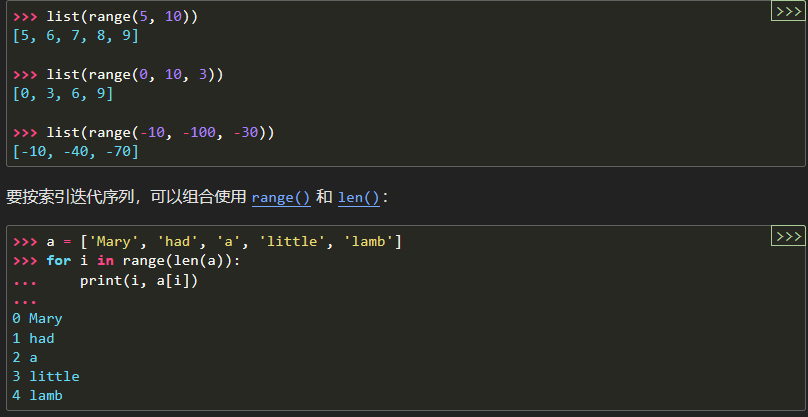 >>>
>>> list(range(5, 10))
[5, 6, 7, 8, 9]
>>> list(range(0, 10, 3))
[0, 3, 6, 9]
>>> list(range(-10, -100, -30))
[-10, -40, -70]
要按索引迭代序列，可以组合使用 range() 和 len()：
>>>
>>> a = ['Mary', 'had', 'a', 'little', 'lamb']
>>> for i in range(len(a)):
...     print(i, a[i])
...
0 Mary
1 had
2 a
3 little
4 lamb